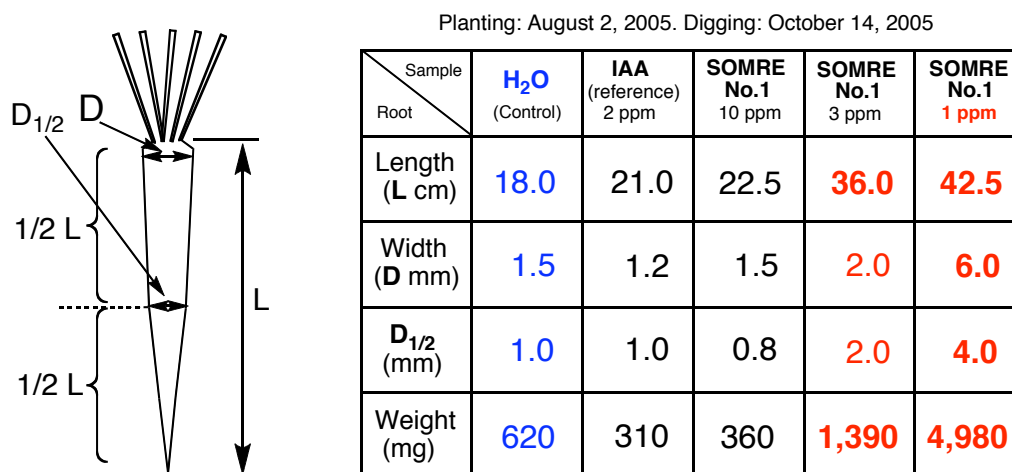 Planting: August 2, 2005. Digging: October 14, 2005
D1/2 D
1/2 L
L
1/2 L
Sample
Root
H2O
(Control)
IAA
(reference)
2 ppm
SOMRE
No.1
10 ppm
SOMRE
No.1
3 ppm
SOMRE
No.1
1 ppm
Length
(L cm)
18.0 21.0 22.5 36.0 42.5
Width
(D mm)
1.5 1.2 1.5 2.0 6.0
D1/2
(mm)
1.0 1.0 0.8 2.0 4.0
Weight
(mg)
620 310 360 1,390 4,980